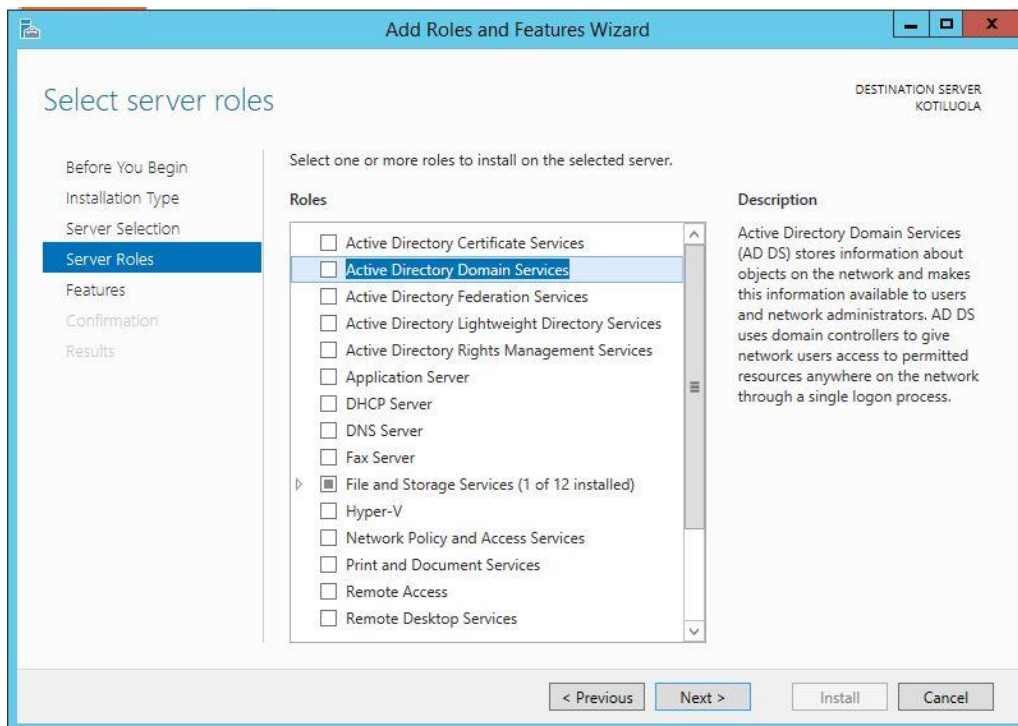 Add Roles and Features Wizard
Select server roles
DESTINATION SERVER
KOTILUOLA
Before You Begin
Installation Type
Server Selection
Server Roles
Features
Confirmation
Results
Select one or more roles to install on the selected server.
Roles
Active Directory Certificate Services
Active Directory Domain Services
Active Directory Federation Services
Active Directory Lightweight Directory Services
Active Directory Rights Management Services
Application Server
DHCP Server
DNS Server
Fax Server
File and Storage Services (1 of 12 installed)
Hyper-V
Network Policy and Access Services
Print and Document Services
Remote Access
Remote Desktop Services
Description
Active Directory Domain Services
(AD DS) stores information about
objects on the network and makes
this information available to users
and network administrators. AD DS
uses domain controllers to give
network users access to permitted
resources anywhere on the network
through a single logon process.
< Previous
Next >
Install
Cancel